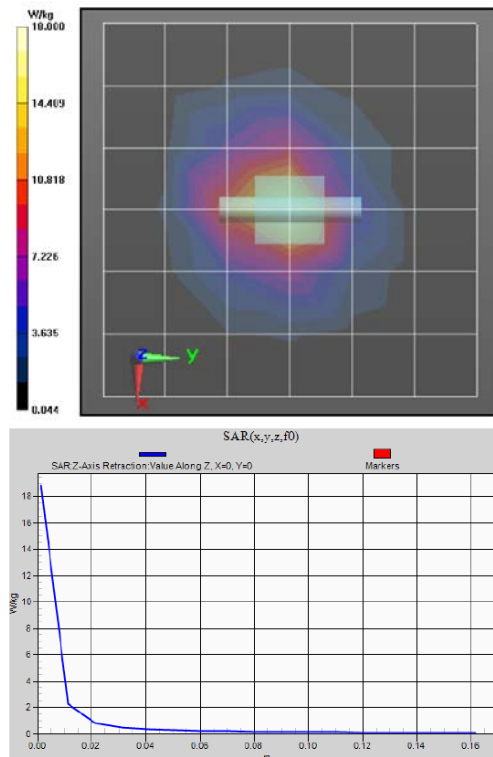 W/kg
18.000
14.409
10.818
7.226
3.635
0.044
z
y
x
SAR(x,y,z,f0)
SAR;Z-Axis Retraction:Value Along Z, X=0, Y=0
Markers
W/kg
18
16
14
12
10
8
6
4
2
0
0.00 0.02 0.04 0.06 0.08 0.10 0.12 0.14 0.16